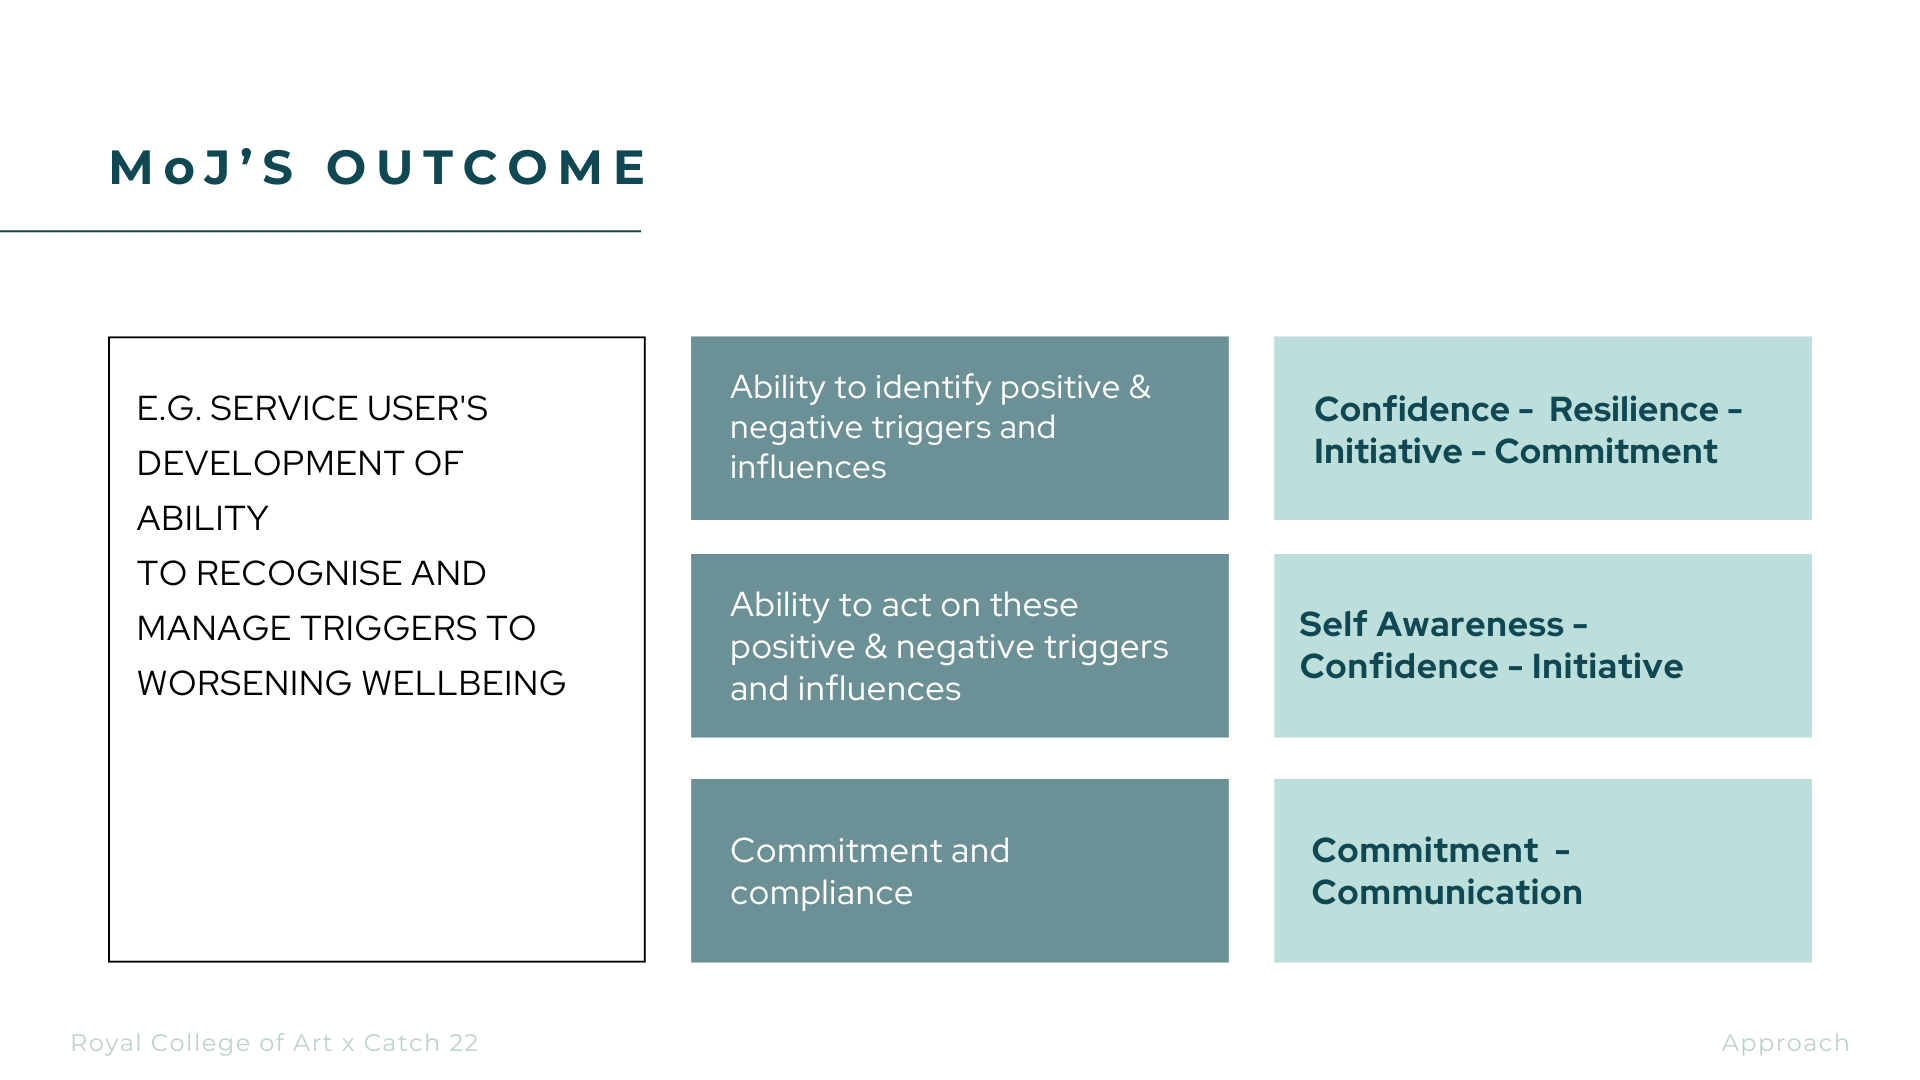 MoJ’S OUTCOME
E.G. SERVICE USER'S
DEVELOPMENT OF
ABILITY
TO RECOGNISE AND
MANAGE TRIGGERS TO
WORSENING WELLBEING
Ability to identify positive &
negative triggers and
influences
Confidence -  Resilience -
Initiative - Commitment
Ability to act on these
positive & negative triggers
and influences
Self Awareness -
Confidence - Initiative
Commitment and
compliance
Commitment  -
Communication
Royal College of Art x Catch 22
Approach